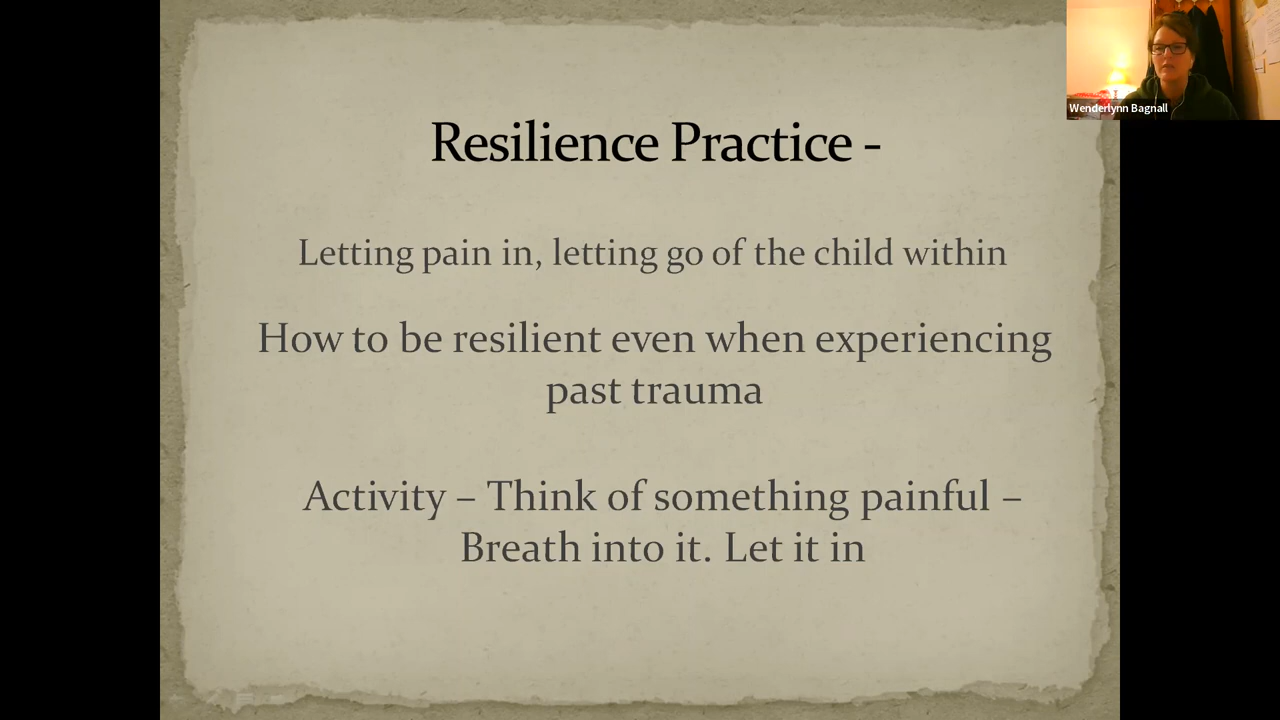 Wenderlynn Bagnall
Resilience Practice -
Letting pain in, letting go of the child within
How to be resilient even when experiencing
past trauma
Activity – Think of something painful –
Breath into it. Let it in